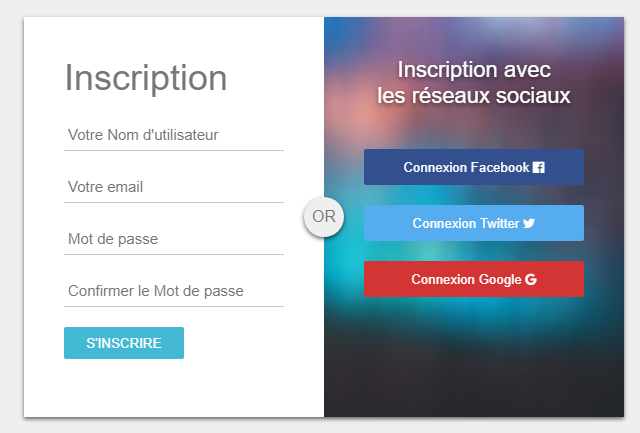 Inscription
Votre Nom d'utilisateur
Votre email
Mot de passe
Confirmer le Mot de passe
S'INSCRIRE
OR
Inscription avec
les réseaux sociaux
Connexion Facebook
Connexion Twitter
Connexion Google